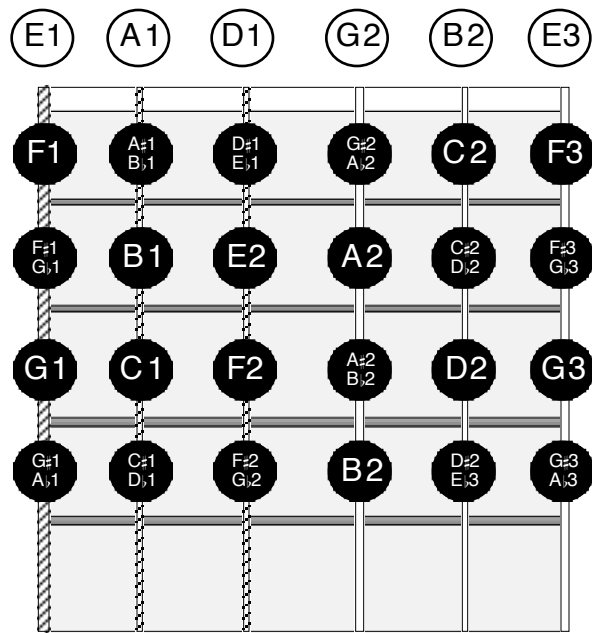 E1 A1 D1 G2 B2 E3
F1 A♯1 D♯1 G♯2 C2 F3
B♭1 E♭1 A♭2
F♯1 B1 E2 A2 C♯2 F♯3
G♭1 D♭2 G♭3
G1 C1 F2 A♯2 D2 G3
B♭2
G♯1 C♯1 F♯2 B2 D♯2 G♯3
A♭1 D♭1 G♭2 E♭3 A♭3